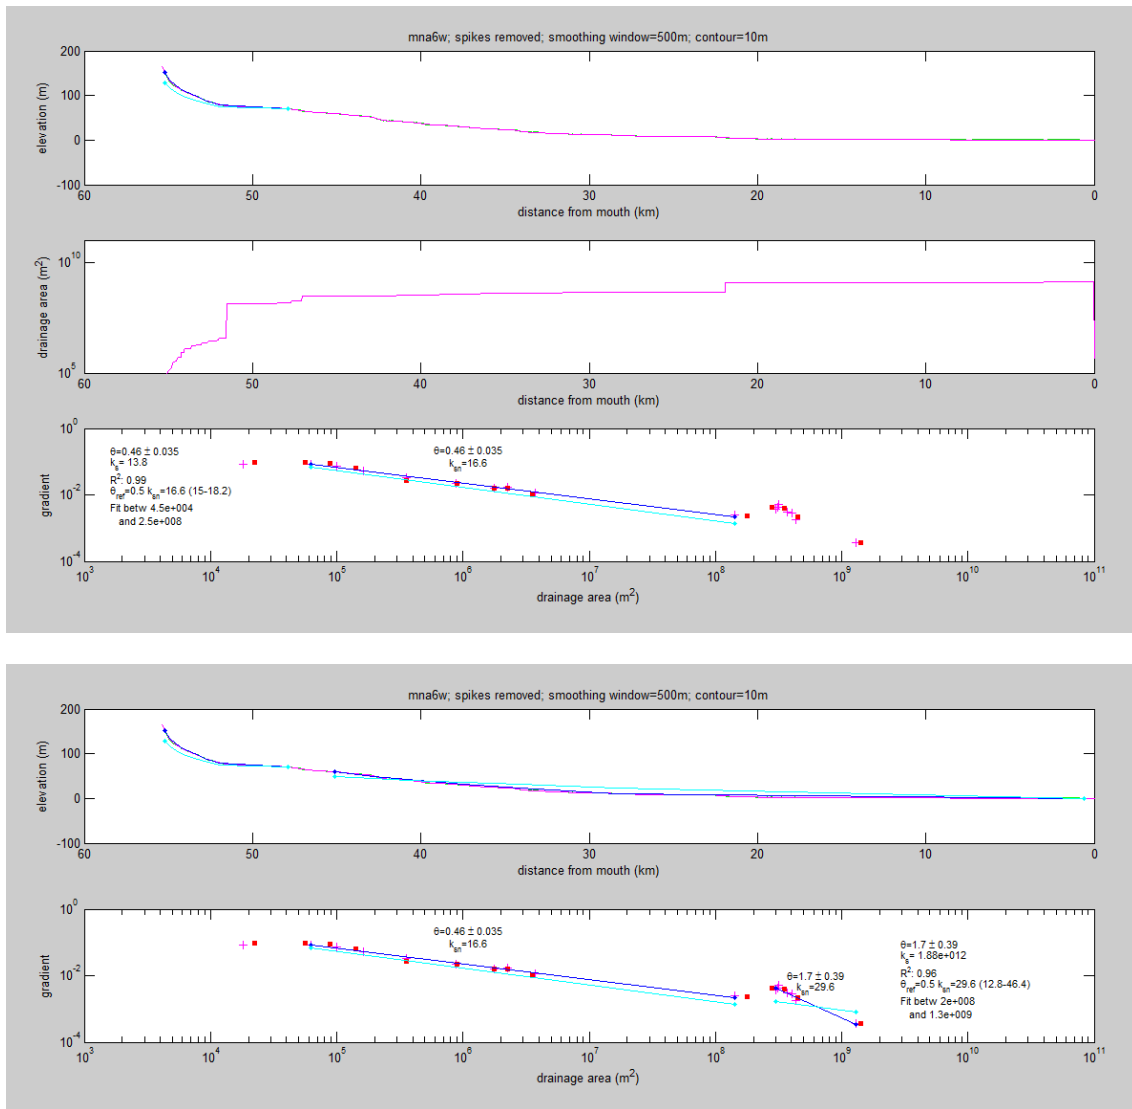 mna6w; spikes removed; smoothing window=500m; contour=10m
200
100
0
-100
elevation (m)
60 50 40 30 20 10 0
distance from mouth (km)
10^10
10^5
drainage area (m^2)
60 50 40 30 20 10 0
distance from mouth (km)
10^0
10^-2
10^-4
gradient
θ=0.46 ± 0.035
k_s= 13.8
R^2: 0.99
θ_ref=0.5 k_sn=16.6 (15-18.2)
Fit betw 4.5e+004
and 2.5e+008
θ=0.46 ± 0.035
k_sn=16.6
10^3 10^4 10^5 10^6 10^7 10^8 10^9 10^10 10^11
drainage area (m^2)
mna6w; spikes removed; smoothing window=500m; contour=10m
200
100
0
-100
elevation (m)
60 50 40 30 20 10 0
distance from mouth (km)
10^0
10^-2
10^-4
gradient
θ=0.46 ± 0.035
k_sn=16.6
θ=1.7 ± 0.39
k_sn=29.6
θ=1.7 ± 0.39
k_s= 1.88e+012
R^2: 0.96
θ_ref=0.5 k_sn=29.6 (12.8-46.4)
Fit betw 2e+008
and 1.3e+009
10^3 10^4 10^5 10^6 10^7 10^8 10^9 10^10 10^11
drainage area (m^2)